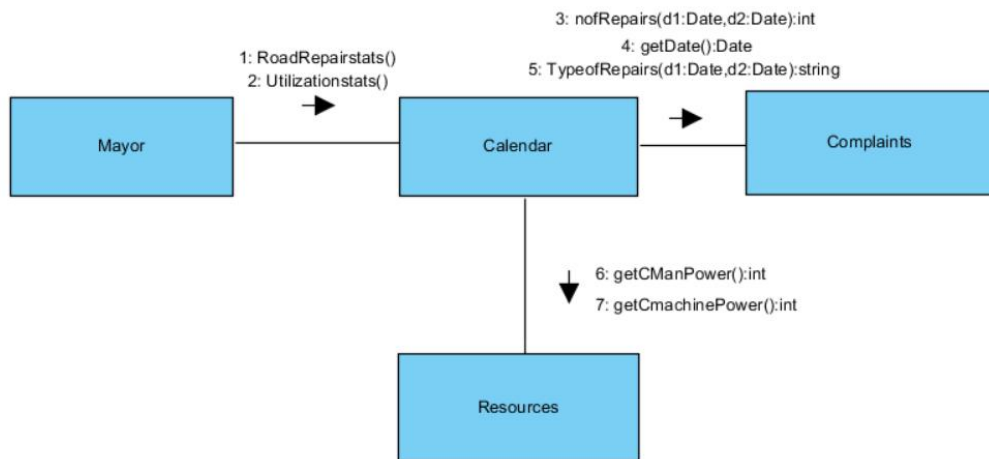 3: nofRepairs(d1:Date,d2:Date):int
4: getDate():Date
5: TypeofRepairs(d1:Date,d2:Date):string
1: RoadRepairstats()
2: Utilizationstats()
Mayor
Calendar
Complaints
6: getCManPower():int
7: getCmachinePower():int
Resources